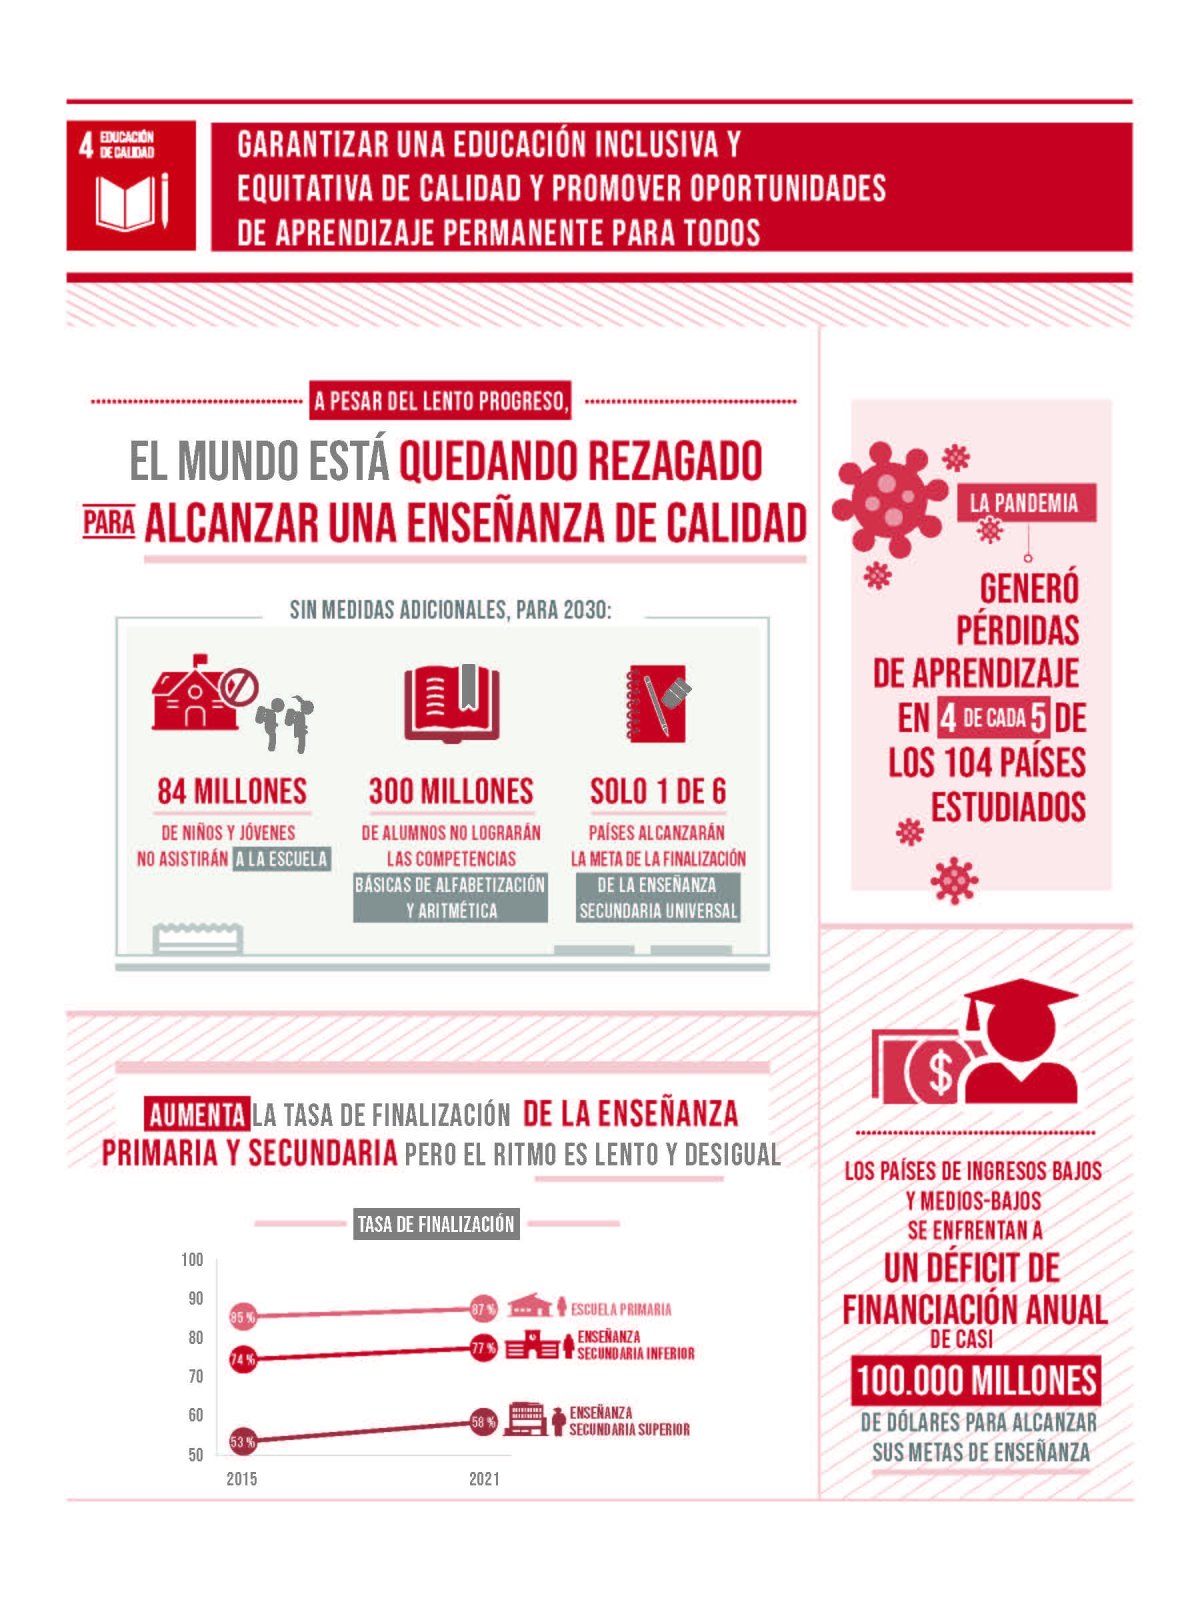 4 EDUCACIÓN
DE CALIDAD
GARANTIZAR UNA EDUCACIÓN INCLUSIVA Y
EQUITATIVA DE CALIDAD Y PROMOVER OPORTUNIDADES
DE APRENDIZAJE PERMANENTE PARA TODOS
A PESAR DEL LENTO PROGRESO,
EL MUNDO ESTÁ QUEDANDO REZAGADO
PARA ALCANZAR UNA ENSEÑANZA DE CALIDAD
SIN MEDIDAS ADICIONALES, PARA 2030:
84 MILLONES
DE NIÑOS Y JÓVENES
NO ASISTIRÁN A LA ESCUELA
300 MILLONES
DE ALUMNOS NO LOGRARÁN
LAS COMPETENCIAS
BÁSICAS DE ALFABETIZACIÓN
Y ARITMÉTICA
SOLO 1 DE 6
PAÍSES ALCANZARÁN
LA META DE LA FINALIZACIÓN
DE LA ENSEÑANZA
SECUNDARIA UNIVERSAL
LA PANDEMIA
GENERÓ
PÉRDIDAS
DE APRENDIZAJE
EN 4 DE CADA 5 DE
LOS 104 PAÍSES
ESTUDIADOS
AUMENTA LA TASA DE FINALIZACIÓN DE LA ENSEÑANZA
PRIMARIA Y SECUNDARIA PERO EL RITMO ES LENTO Y DESIGUAL
TASA DE FINALIZACIÓN
100
90
80
70
60
50
85 %
87 %
ESCUELA PRIMARIA
74 %
77 %
ENSEÑANZA
SECUNDARIA INFERIOR
53 %
58 %
ENSEÑANZA
SECUNDARIA SUPERIOR
2015
2021
$
LOS PAÍSES DE INGRESOS BAJOS
Y MEDIOS-BAJOS
SE ENFRENTAN A
UN DÉFICIT DE
FINANCIACIÓN ANUAL
DE CASI
100.000 MILLONES
DE DÓLARES PARA ALCANZAR
SUS METAS DE ENSEÑANZA